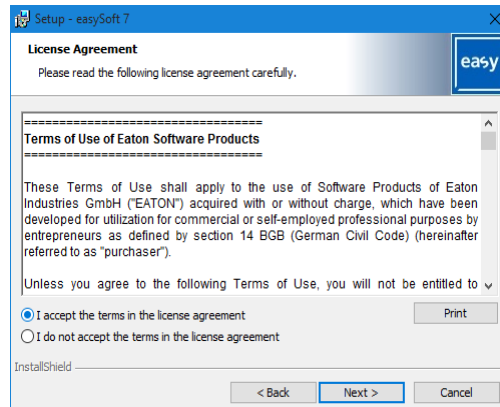 Setup - easySoft 7
License Agreement
Please read the following license agreement carefully.
easy
==================================
Terms of Use of Eaton Software Products
==================================
These Terms of Use shall apply to the use of Software Products of Eaton
Industries GmbH ("EATON") acquired with or without charge, which have been
developed for utilization for commercial or self-employed professional purposes by
entrepreneurs as defined by section 14 BGB (German Civil Code) (hereinafter
referred to as "purchaser").
Unless you agree to the following Terms of Use, you will not be entitled to
I accept the terms in the license agreement
Print
I do not accept the terms in the license agreement
InstallShield
< Back Next > Cancel